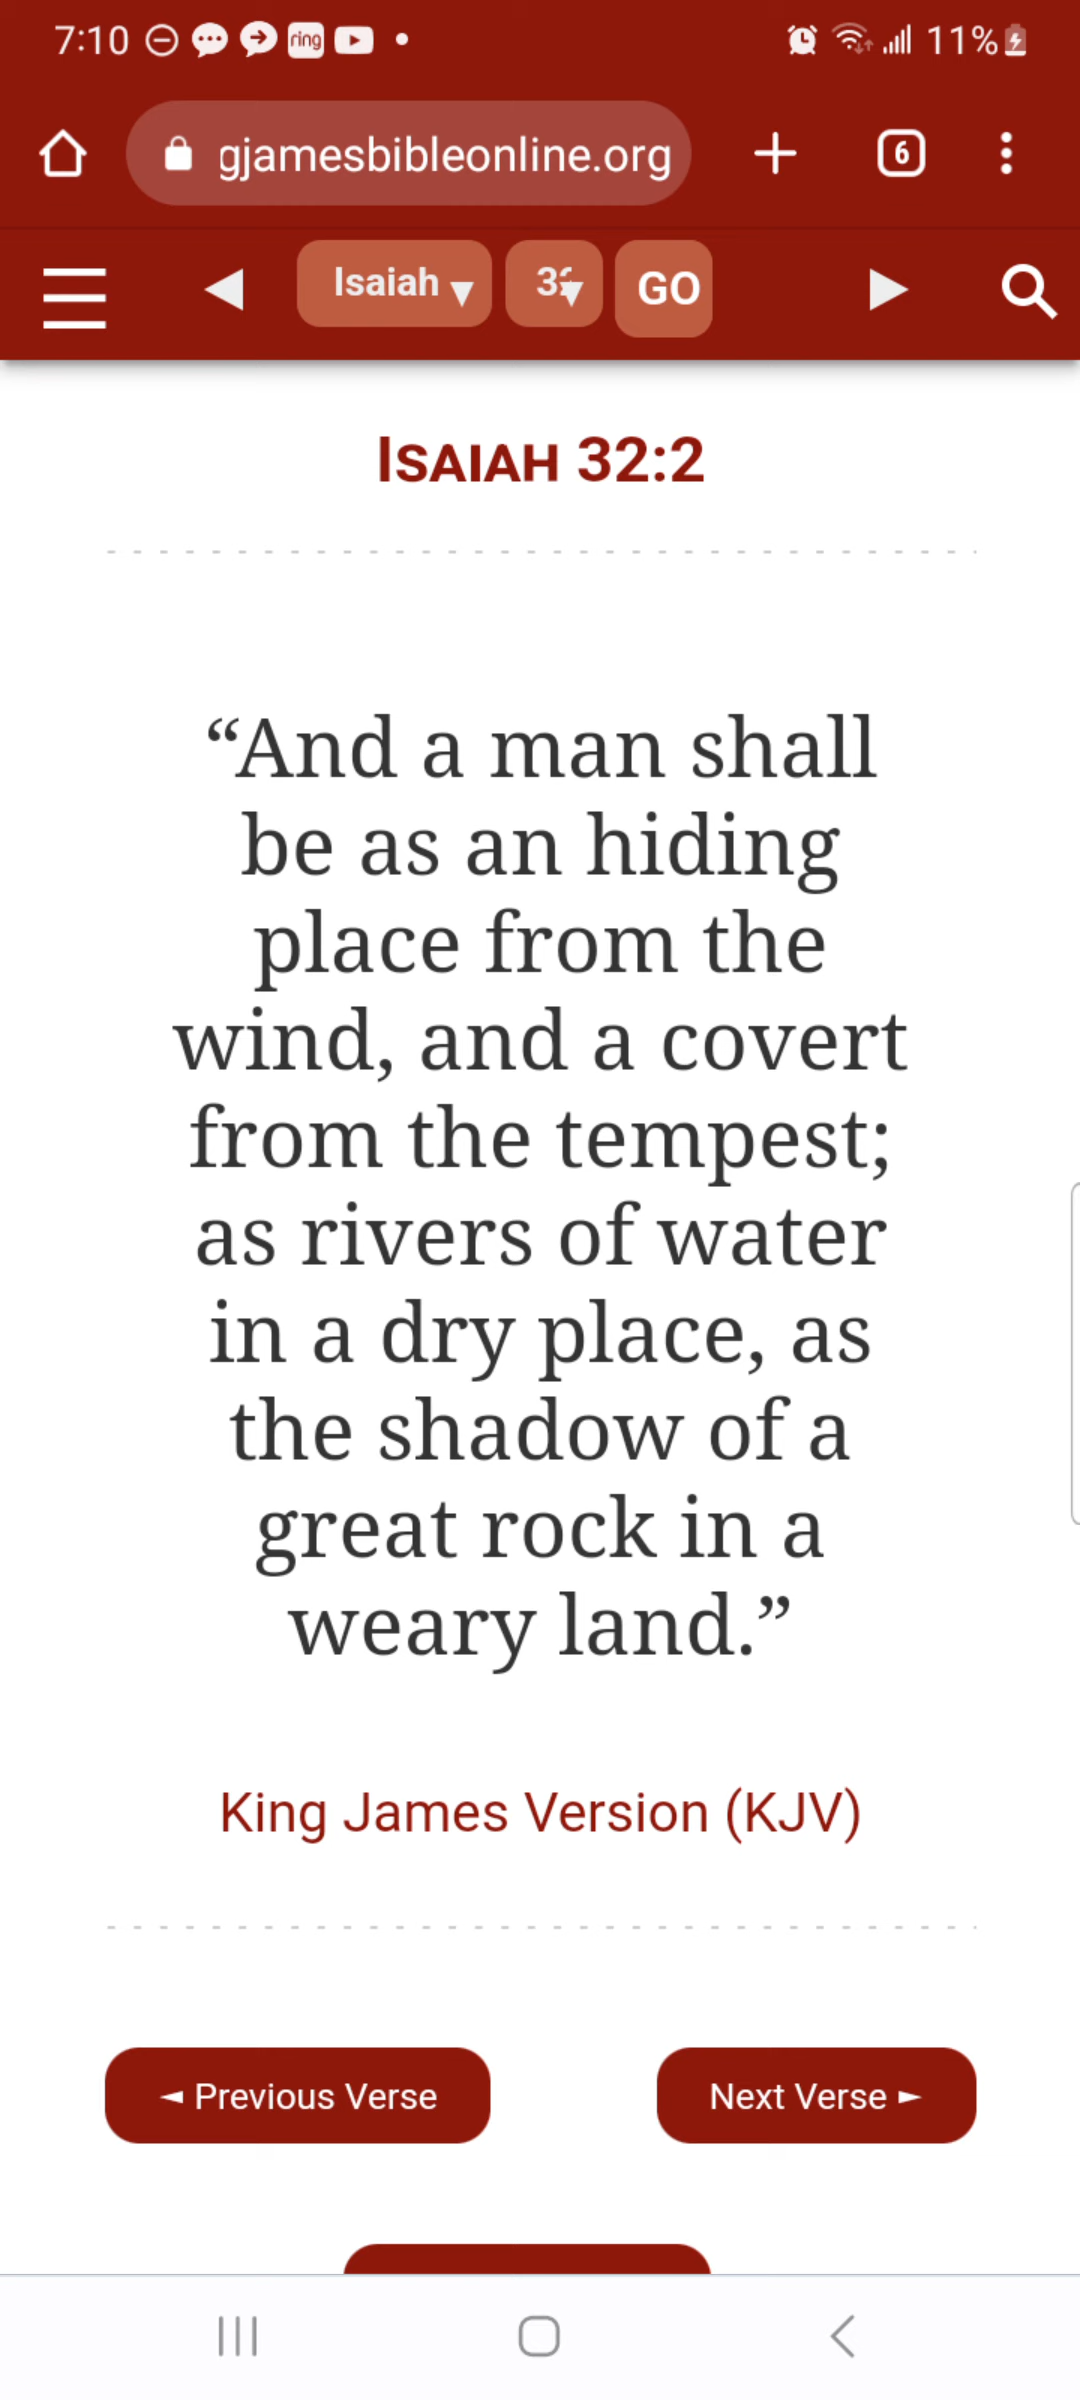 7:10 ring 11%
gjamesbibleonline.org 6
Isaiah GO
ISAIAH 32:2
“And a man shall
be as an hiding
place from the
wind, and a covert
from the tempest;
as rivers of water
in a dry place, as
the shadow of a
great rock in a
weary land.”
King James Version (KJV)
◄ Previous Verse
Next Verse ►